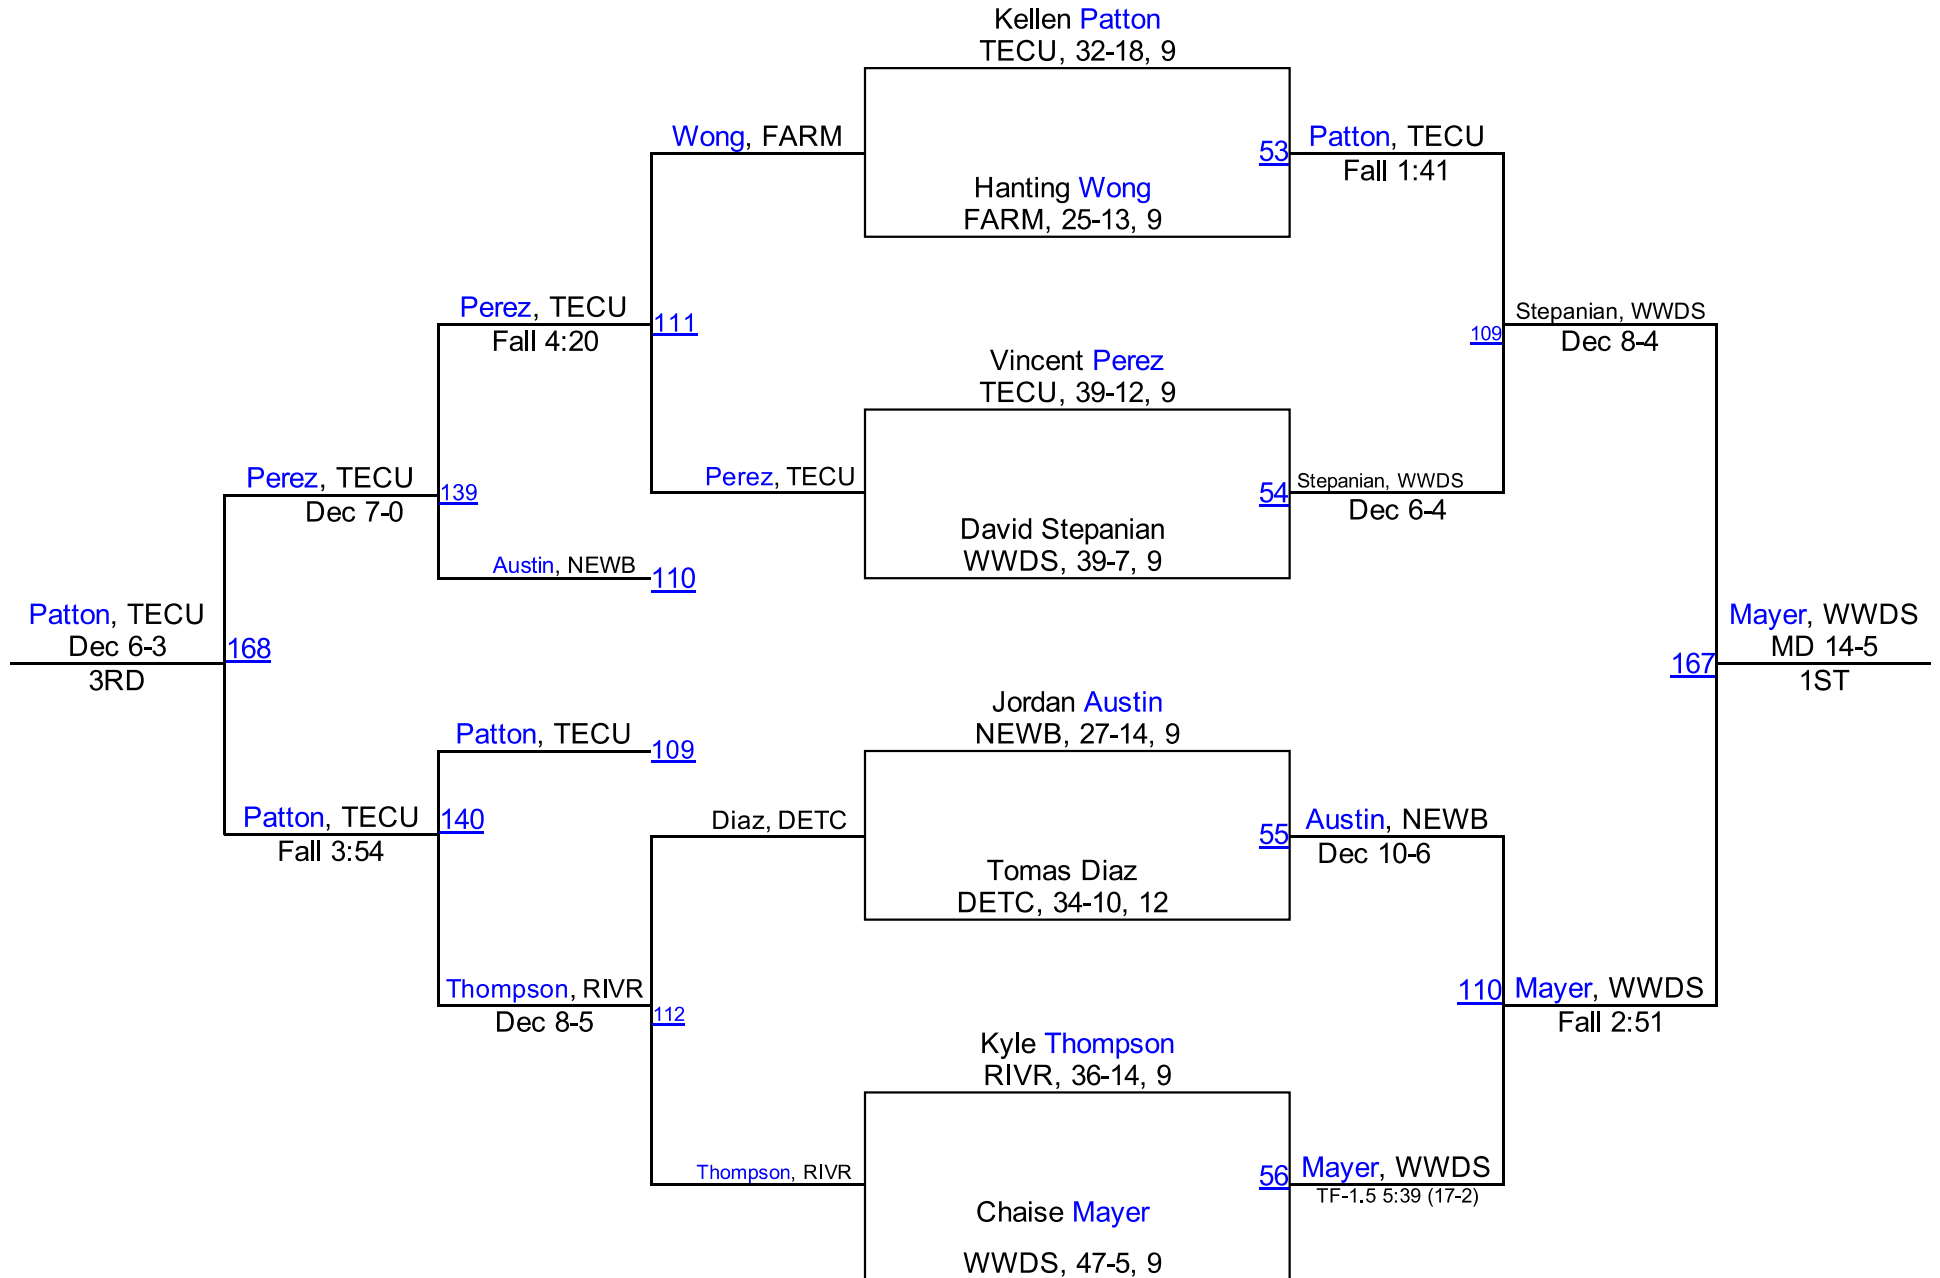 Kellen Patton
TECU, 32-18, 9
Wong, FARM
53
Patton, TECU
Fall 1:41
Hanting Wong
FARM, 25-13, 9
Perez, TECU
Fall 4:20
111
109
Stepanian, WWDS
Dec 8-4
Vincent Perez
TECU, 39-12, 9
Perez, TECU
Dec 7-0
139
Perez, TECU
54
Stepanian, WWDS
Dec 6-4
David Stepanian
WWDS, 39-7, 9
Austin, NEWB
110
Patton, TECU
Dec 6-3
3RD
168
167
Mayer, WWDS
MD 14-5
1ST
Jordan Austin
NEWB, 27-14, 9
Patton, TECU
109
Patton, TECU
Fall 3:54
140
Diaz, DETC
55
Austin, NEWB
Dec 10-6
Tomas Diaz
DETC, 34-10, 12
Thompson, RIVR
Dec 8-5
112
110
Mayer, WWDS
Fall 2:51
Kyle Thompson
RIVR, 36-14, 9
Thompson, RIVR
56
Mayer, WWDS
TF-1.5 5:39 (17-2)
Chaise Mayer
WWDS, 47-5, 9